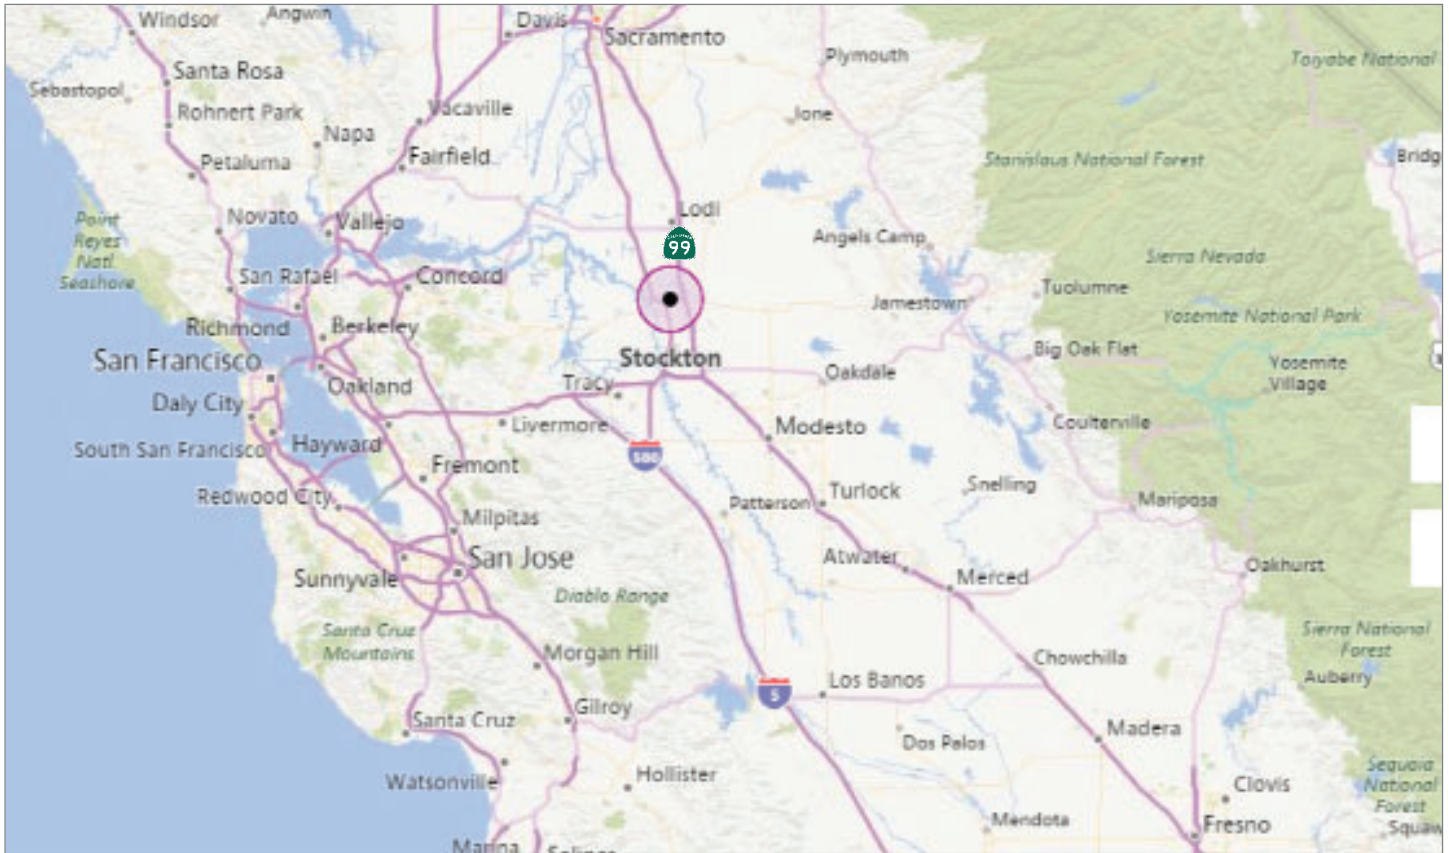 Windsor
Angwin
Davis
Sacramento
Plymouth
Toiyabe National
Santa Rosa
Sebastopol
Rohnert Park
Vacaville
Ione
Napa
Petaluma
Fairfield
Stanislaus National Forest
Bridg
Point
Reyes
Natl
Seashore
Novato
Vallejo
Lodi
99
Angels Camp
Sierra Nevada
San Rafael
Concord
Jamestown
Tuolumne
Richmond
Berkeley
Yosemite National Park
San Francisco
Stockton
Big Oak Flat
Yosemite
Village
Oakland
Tracy
Oakdale
Daly City
Livermore
Modesto
Coulterville
South San Francisco
Hayward
580
Fremont
Redwood City
Patterson
Turlock
Snelling
Mariposa
Milpitas
San Jose
Sunnyvale
Atwater
Merced
Oakhurst
Diablo Range
Santa Cruz
Mountains
Morgan Hill
Chowchilla
Sierra National
Forest
Auberry
5
Los Banos
Santa Cruz
Gilroy
Dos Palos
Madera
Watsonville
Hollister
Clovis
Sequoia
National
Forest
Mendota
Fresno
Squaw
Marina
Salinas